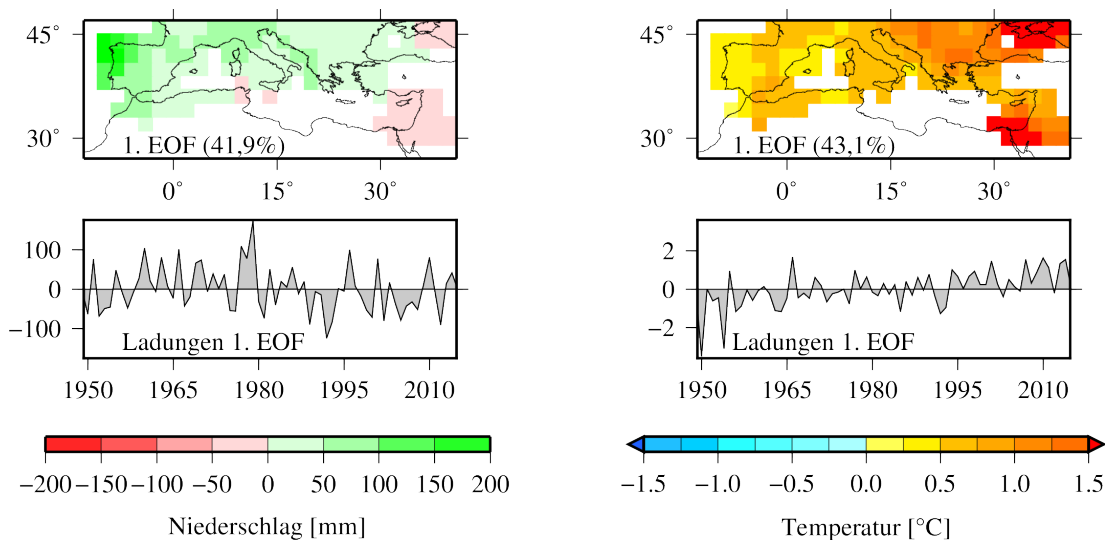 45° 45°
30° 30°
1. EOF (41,9%) 1. EOF (43,1%)
0° 15° 30° 0° 15° 30°
100 2
0 0
−100 −2
Ladungen 1. EOF Ladungen 1. EOF
1950 1965 1980 1995 2010 1950 1965 1980 1995 2010
−200 −150 −100 −50 0 50 100 150 200 −1.5 −1.0 −0.5 0.0 0.5 1.0 1.5
Niederschlag [mm] Temperatur [°C]